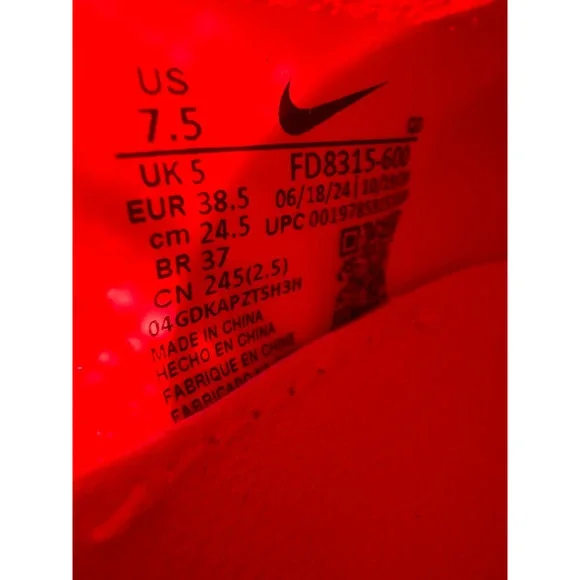 US
7.5
UK 5
EUR 38.5
cm 24.5
BR 37
CN 245(2.5)
04GDKAPZTSH3H
MADE IN CHINA
HECHO EN CHINA
FABRIQUE EN CHINE
FABRICADO
FD8315-600
06/18/24
UPC